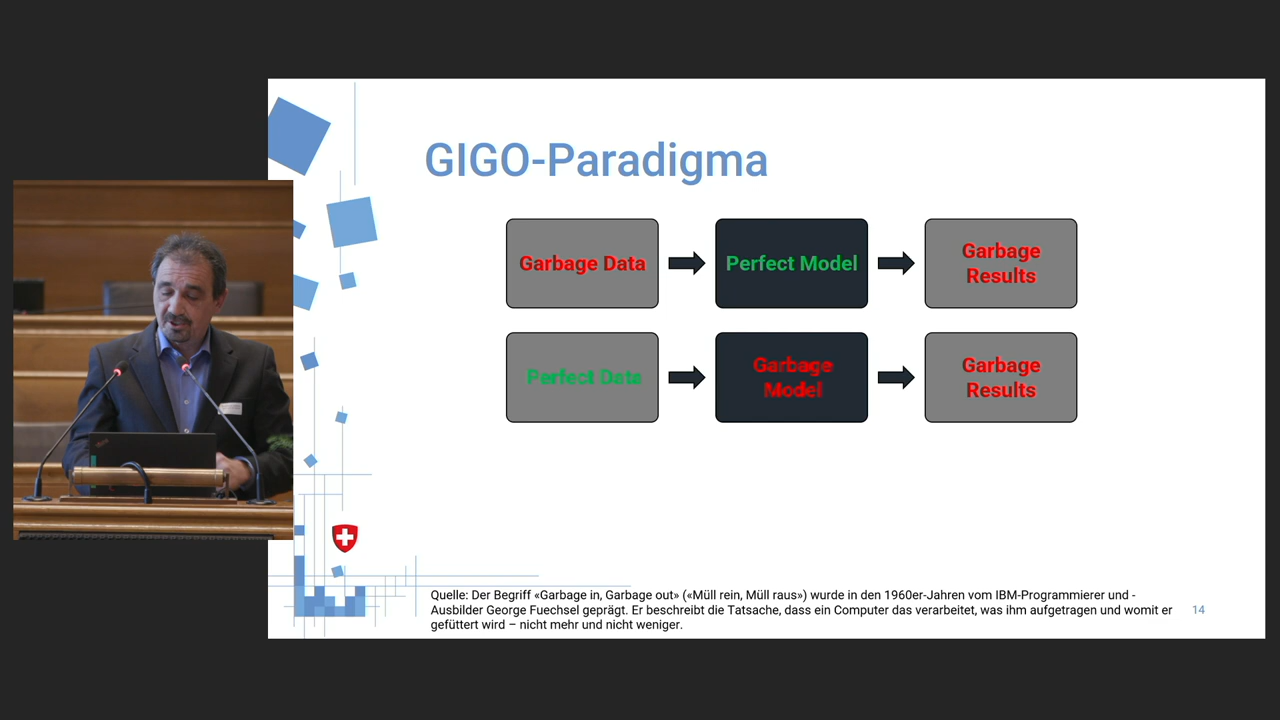 GIGO-Paradigma
Garbage Data
Perfect Model
Garbage
Results
Perfect Data
Garbage
Model
Garbage
Results
Quelle: Der Begriff «Garbage in, Garbage out» («Müll rein, Müll raus») wurde in den 1960er-Jahren vom IBM-Programmierer und -
Ausbilder George Fuechsel geprägt. Er beschreibt die Tatsache, dass ein Computer das verarbeitet, was ihm aufgetragen und womit er
gefüttert wird – nicht mehr und nicht weniger.
14